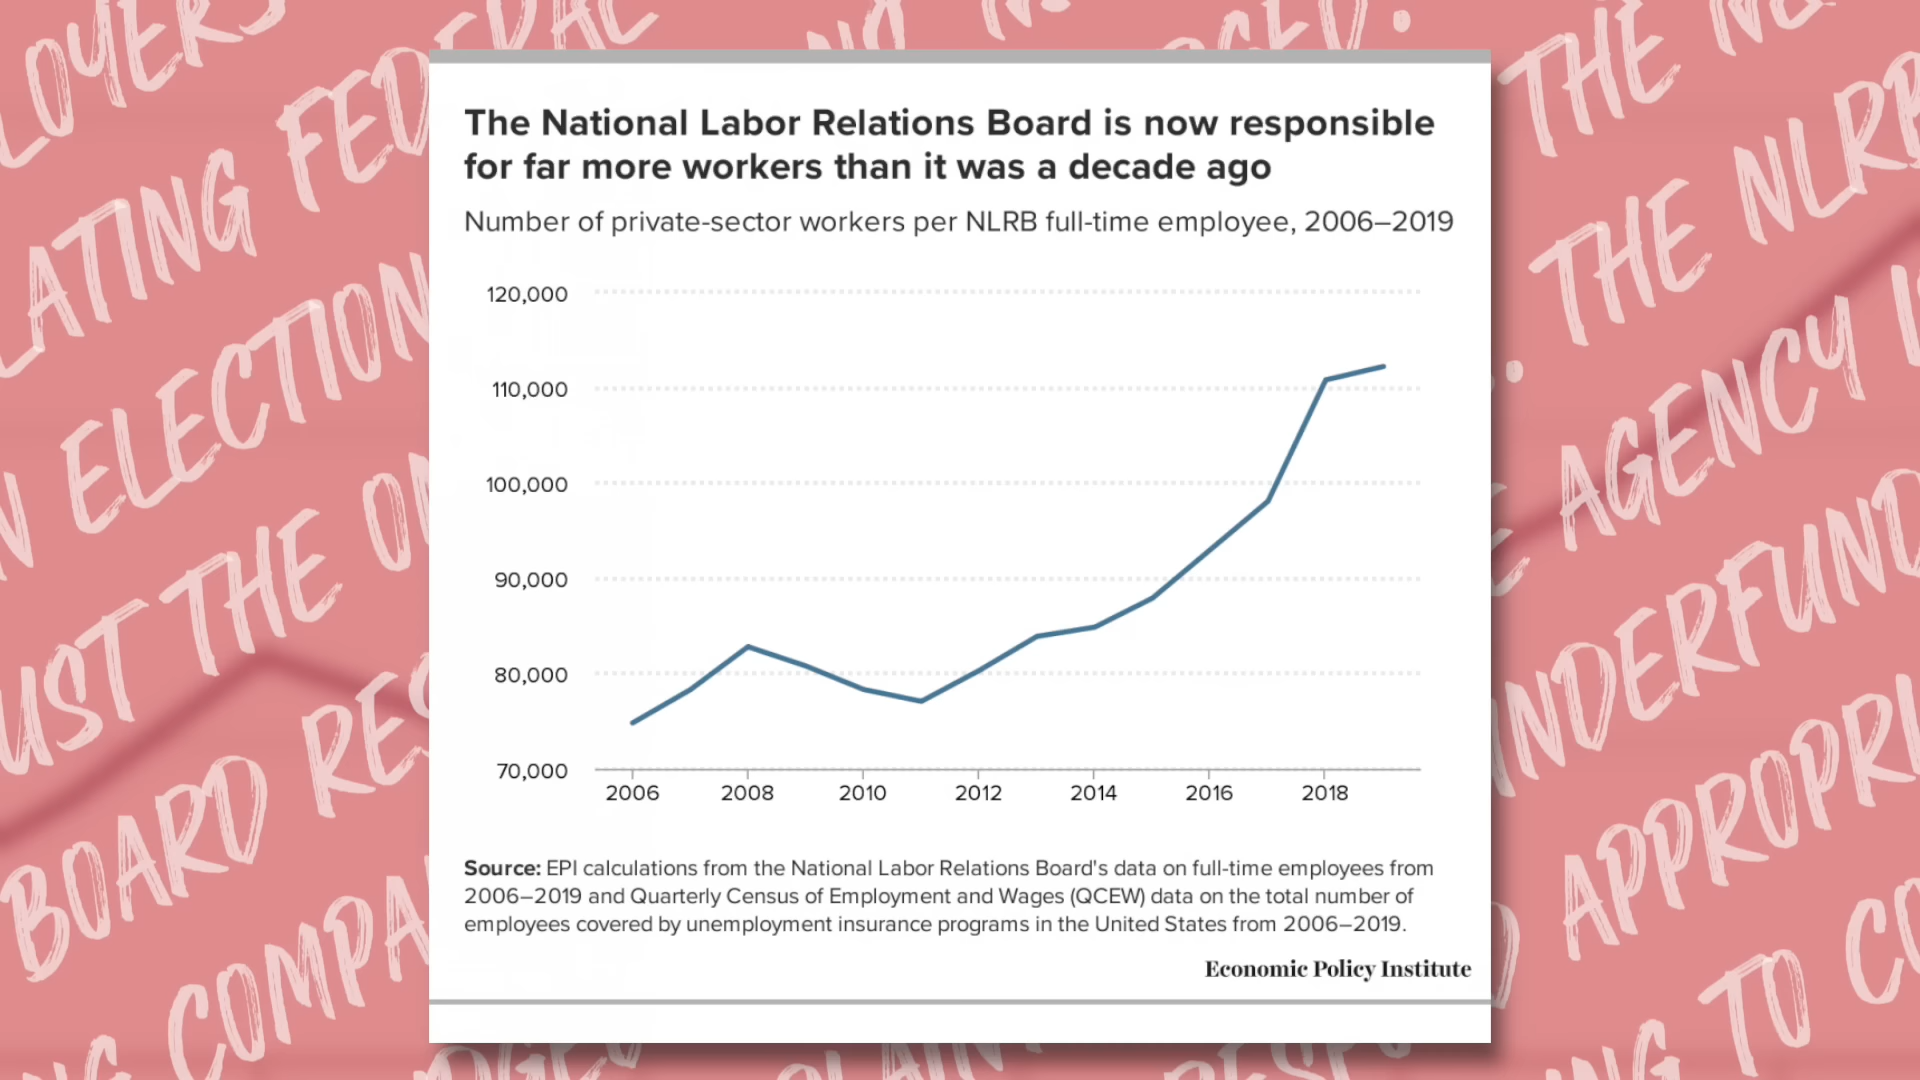 The National Labor Relations Board is now responsible
for far more workers than it was a decade ago
Number of private-sector workers per NLRB full-time employee, 2006–2019
120,000
110,000
100,000
90,000
80,000
70,000
2006 2008 2010 2012 2014 2016 2018
Source: EPI calculations from the National Labor Relations Board's data on full-time employees from
2006–2019 and Quarterly Census of Employment and Wages (QCEW) data on the total number of
employees covered by unemployment insurance programs in the United States from 2006–2019.
Economic Policy Institute
ELECTION
UST THE
BOARD
THE
THE
AGENCY